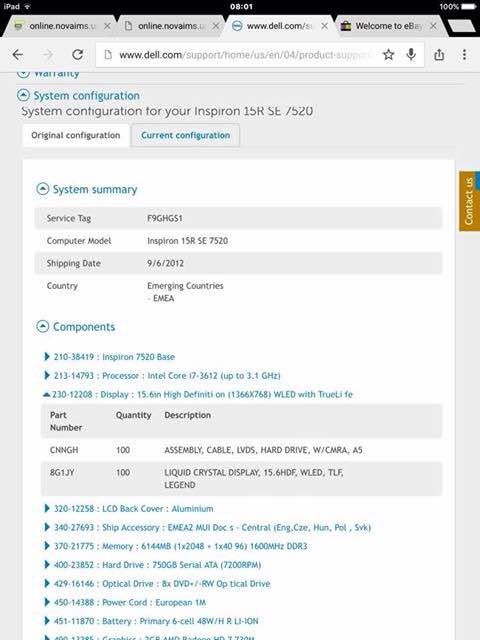 iPad 08:01 100%
online.novaims.u
online.novaims.us
www.dell.com/su
Welcome to eBay
www.dell.com/support/home/us/en/04/product-suppor
Warranty
System configuration
System configuration for your Inspiron 15R SE 7520
Original configuration Current configuration
Contact us
System summary
Service Tag F9GHGS1
Computer Model Inspiron 15R SE 7520
Shipping Date 9/6/2012
Country Emerging Countries
- EMEA
Components
210-38419 : Inspiron 7520 Base
213-14793 : Processor : Intel Core i7-3612 (up to 3.1 GHz)
230-12208 : Display : 15.6in High Definiti on (1366X768) WLED with TrueLi fe
Part Quantity Description
Number
CNNGH 100 ASSEMBLY, CABLE, LVDS, HARD DRIVE, W/CMRA, A5
8G1JY 100 LIQUID CRYSTAL DISPLAY, 15.6HDF, WLED, TLF,
LEGEND
320-12258 : LCD Back Cover : Aluminium
340-27693 : Ship Accessory : EMEA2 MUI Doc s - Central (Eng,Cze, Hun, Pol , Svk)
370-21775 : Memory : 6144MB (1x2048 + 1x40 96) 1600MHz DDR3
400-23852 : Hard Drive : 750GB Serial ATA (7200RPM)
429-16146 : Optical Drive : 8x DVD+/-RW Op tical Drive
450-14388 : Power Cord : European 1M
451-11870 : Battery : Primary 6-cell 48W/H R LI-ION
490-13285 : Graphics : 2GB AMD Radeon HD 7 730M